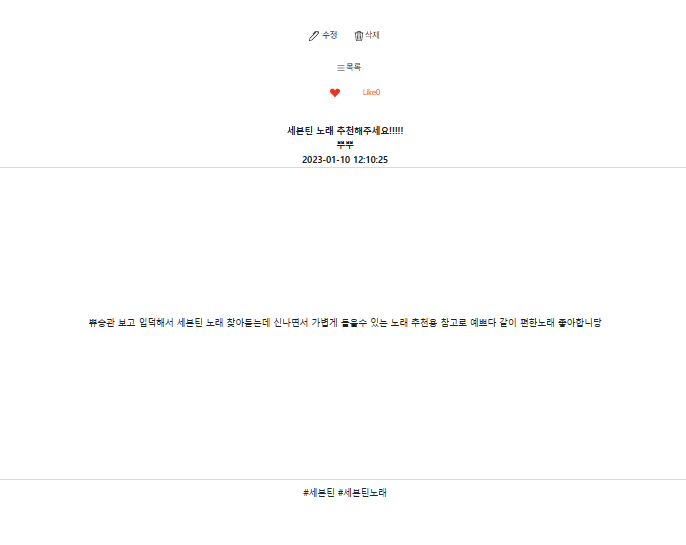 수정 삭제
목록
Like0
세븐틴 노래 추천해주세요!!!!!
뿌뿌
2023-01-10 12:10:25
뿌승관 보고 입덕해서 세븐틴 노래 찾아듣는데 신나면서 가볍게 들을수 있는 노래 추천용 참고로 예쁘다 같이 편한노래 좋아합니당
#세븐틴 #세븐틴노래